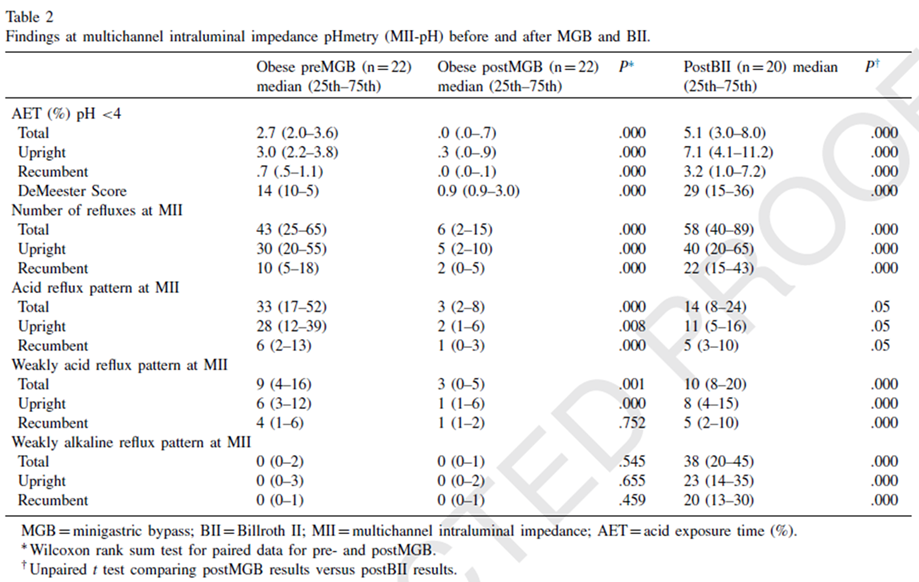 Table 2
Findings at multichannel intraluminal impedance pHmetry (MII-pH) before and after MGB and BII.
Obese preMGB (n=22) Obese postMGB (n=22) P* PostBII (n=20) median P†
median (25th–75th) median (25th–75th) (25th–75th)
AET (%) pH <4
Total 2.7 (2.0–3.6) .0 (.0–.7) .000 5.1 (3.0–8.0) .000
Upright 3.0 (2.2–3.8) .3 (.0–.9) .000 7.1 (4.1–11.2) .000
Recumbent .7 (.5–1.1) .0 (.0–.1) .000 3.2 (1.0–7.2) .000
DeMeester Score 14 (10–5) 0.9 (0.9–3.0) .000 29 (15–36) .000
Number of refluxes at MII
Total 43 (25–65) 6 (2–15) .000 58 (40–89) .000
Upright 30 (20–55) 5 (2–10) .000 40 (20–65) .000
Recumbent 10 (5–18) 2 (0–5) .000 22 (15–43) .000
Acid reflux pattern at MII
Total 33 (17–52) 3 (2–8) .000 14 (8–24) .05
Upright 28 (12–39) 2 (1–6) .008 11 (5–16) .05
Recumbent 6 (2–13) 1 (0–3) .000 5 (3–10) .05
Weakly acid reflux pattern at MII
Total 9 (4–16) 3 (0–5) .001 10 (8–20) .000
Upright 6 (3–12) 1 (1–6) .000 8 (4–15) .000
Recumbent 4 (1–6) 1 (1–2) .752 5 (2–10) .000
Weakly alkaline reflux pattern at MII
Total 0 (0–2) 0 (0–1) .545 38 (20–45) .000
Upright 0 (0–3) 0 (0–2) .655 23 (14–35) .000
Recumbent 0 (0–1) 0 (0–1) .459 20 (13–30) .000
MGB=minigastric bypass; BII=Billroth II; MII=multichannel intraluminal impedance; AET=acid exposure time (%).
*Wilcoxon rank sum test for paired data for pre- and postMGB.
†Unpaired t test comparing postMGB results versus postBII results.
CTED PROOF